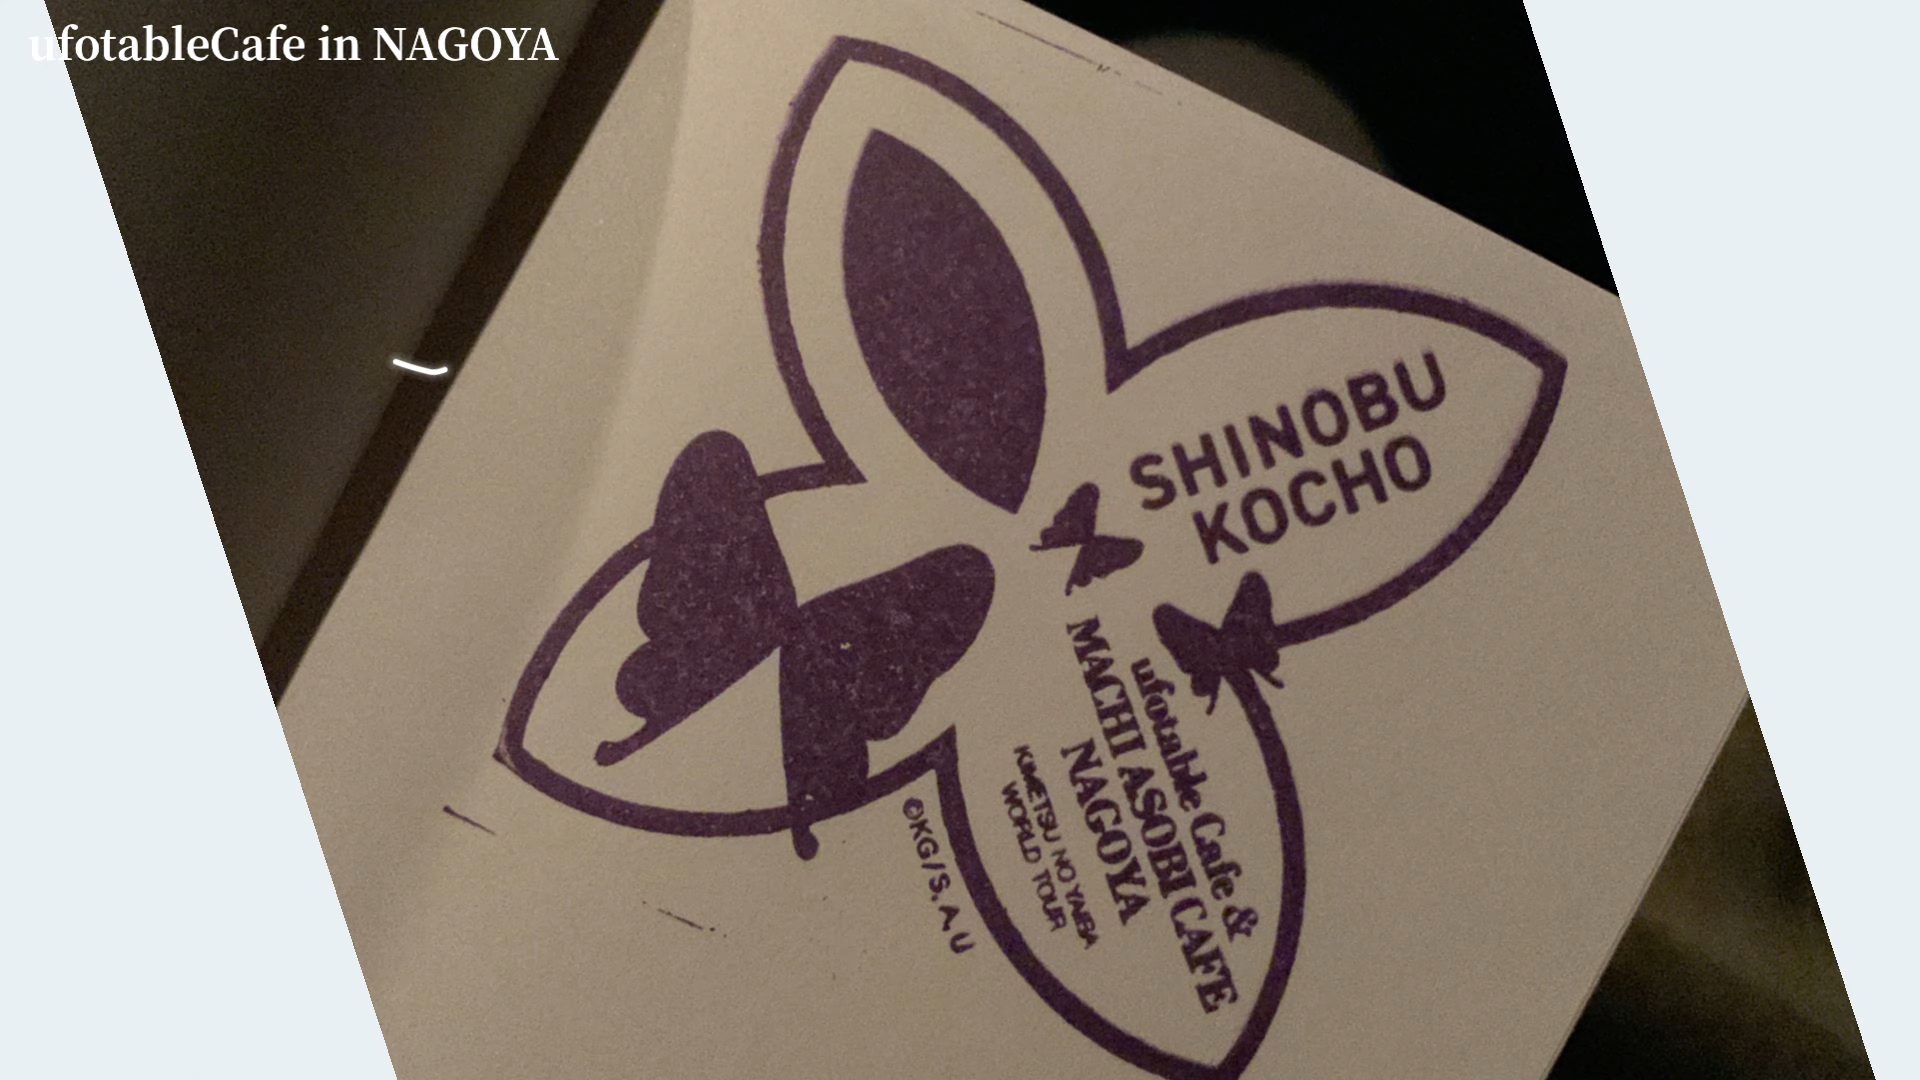 ufotableCafe in NAGOYA
SHINOBU
KOCHO
ufotable Cafe &
MACHI ASOBI CAFE
NAGOYA
KIMETSU NO YAIBA
WORLD TOUR
©KG/S,A,U